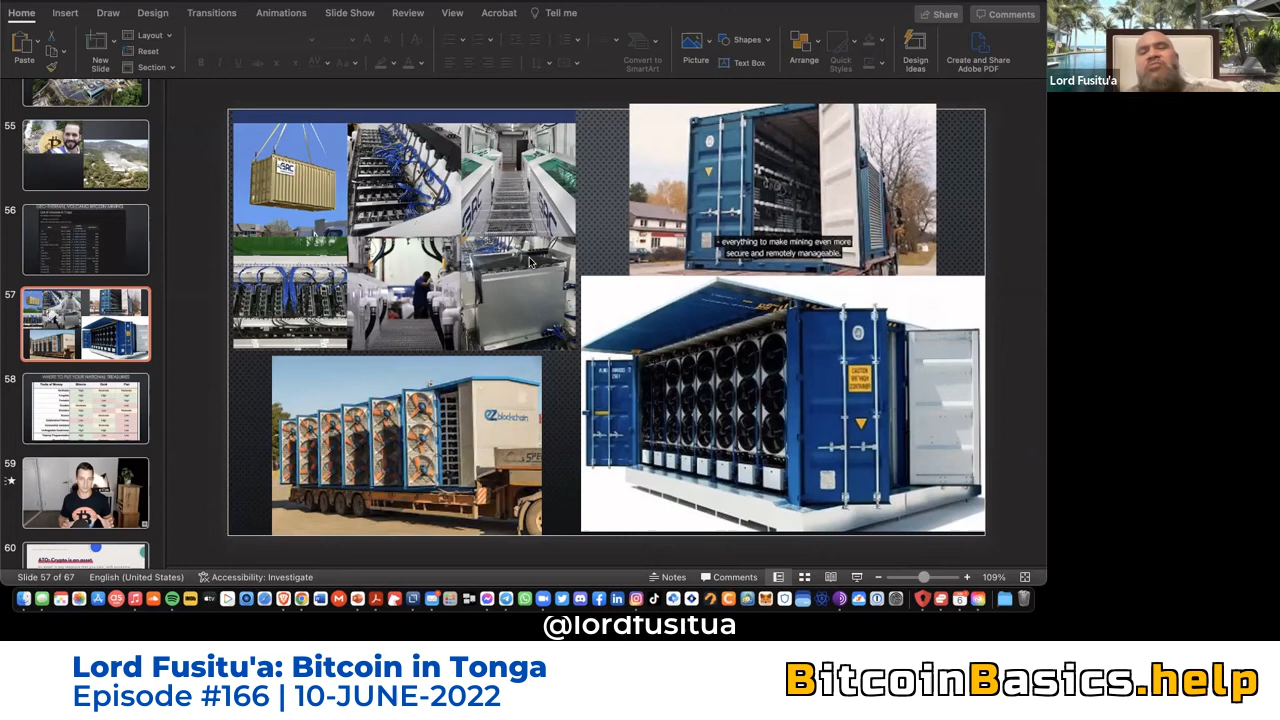 Home Insert Draw Design Transitions Animations Slide Show Review View Acrobat Tell me
Share Comments
Paste
New Slide
Layout
Reset
Section
Convert to SmartArt
Picture
Shapes
Text Box
Arrange
Quick Styles
Design Ideas
Create and Share Adobe PDF
Lord Fusitu'a
55
56
57
58
59
60
GRC
- everything to make mining even more
secure and remotely manageable.
ezblockchain
CAUTION
Slide 57 of 67 English (United States) Accessibility: Investigate Notes Comments 109%
@lordfusitua
Lord Fusitu'a: Bitcoin in Tonga
Episode #166 | 10-JUNE-2022
BitcoinBasics.help